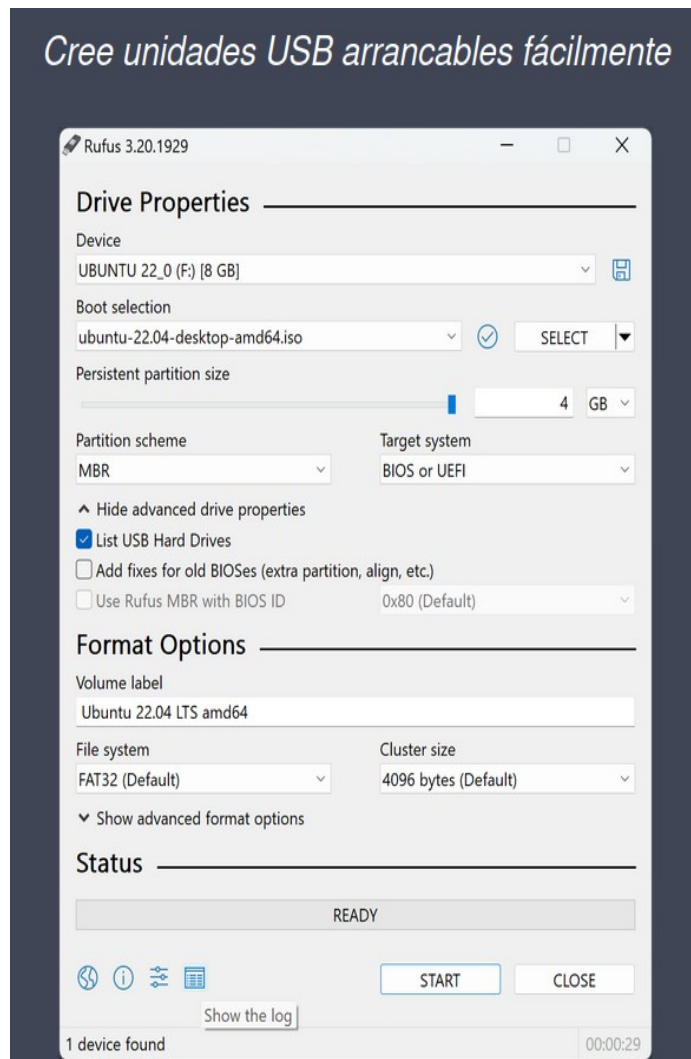 Cree unidades USB arrancables fácilmente
Rufus 3.20.1929
Drive Properties
Device
UBUNTU 22_0 (F:) [8 GB]
Boot selection
ubuntu-22.04-desktop-amd64.iso
SELECT
Persistent partition size
4 GB
Partition scheme Target system
MBR BIOS or UEFI
Hide advanced drive properties
List USB Hard Drives
Add fixes for old BIOSes (extra partition, align, etc.)
Use Rufus MBR with BIOS ID 0x80 (Default)
Format Options
Volume label
Ubuntu 22.04 LTS amd64
File system Cluster size
FAT32 (Default) 4096 bytes (Default)
Show advanced format options
Status
READY
START CLOSE
Show the log
1 device found 00:00:29